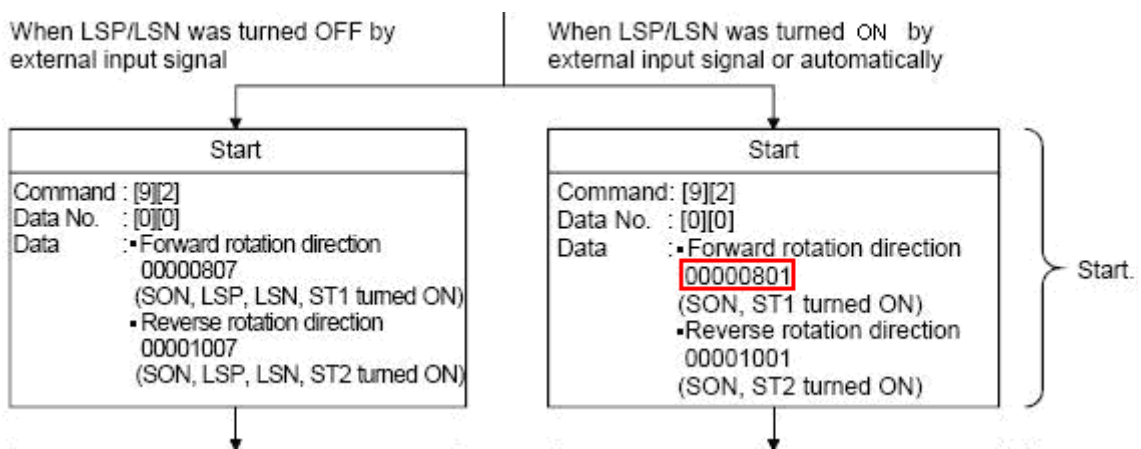 When LSP/LSN was turned OFF by
external input signal
When LSP/LSN was turned ON by
external input signal or automatically
Start
Command : [9][2]
Data No. : [0][0]
Data :▪Forward rotation direction
00000807
(SON, LSP, LSN, ST1 turned ON)
▪Reverse rotation direction
00001007
(SON, LSP, LSN, ST2 turned ON)
Start
Command: [9][2]
Data No. : [0][0]
Data :▪Forward rotation direction
00000801
(SON, ST1 turned ON)
▪Reverse rotation direction
00001001
(SON, ST2 turned ON)
Start.